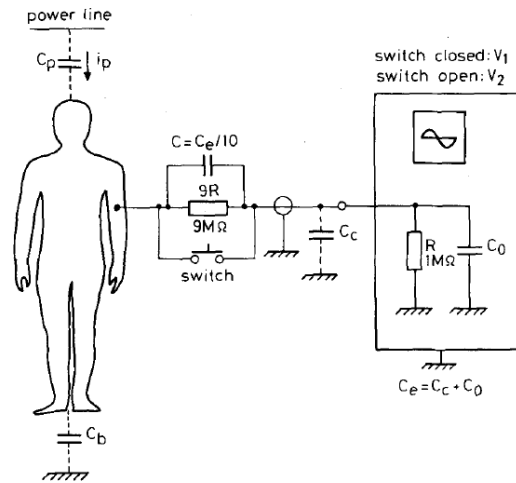 power line
Cp
ip
switch closed: V1
switch open: V2
C=Ce/10
9R
9MΩ
switch
Cc
R
1MΩ
C0
Cb
Ce = Cc + C0